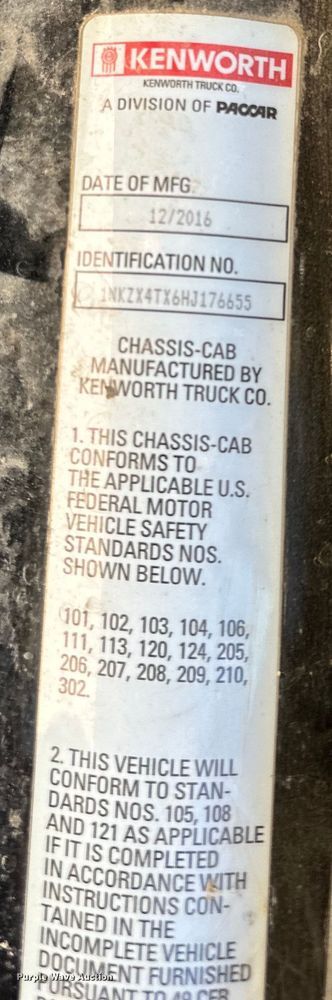 KENWORTH
KENWORTH TRUCK CO.
A DIVISION OF PACCAR
DATE OF MFG.
12/2016
IDENTIFICATION NO.
1NKZX4TX6HJ176655
CHASSIS-CAB
MANUFACTURED BY
KENWORTH TRUCK CO.
1. THIS CHASSIS-CAB
CONFORMS TO
THE APPLICABLE U.S.
FEDERAL MOTOR
VEHICLE SAFETY
STANDARDS NOS.
SHOWN BELOW.
101, 102, 103, 104, 106,
111, 113, 120, 124, 205,
206, 207, 208, 209, 210,
302.
2. THIS VEHICLE WILL
CONFORM TO STAN-
DARDS NOS. 105, 108
AND 121 AS APPLICABLE
IF IT IS COMPLETED
IN ACCORDANCE WITH
INSTRUCTIONS CON-
TAINED IN THE
INCOMPLETE VEHICLE
DOCUMENT FURNISHED
PURSUANT TO 49 CFR
Purple Wave Auction